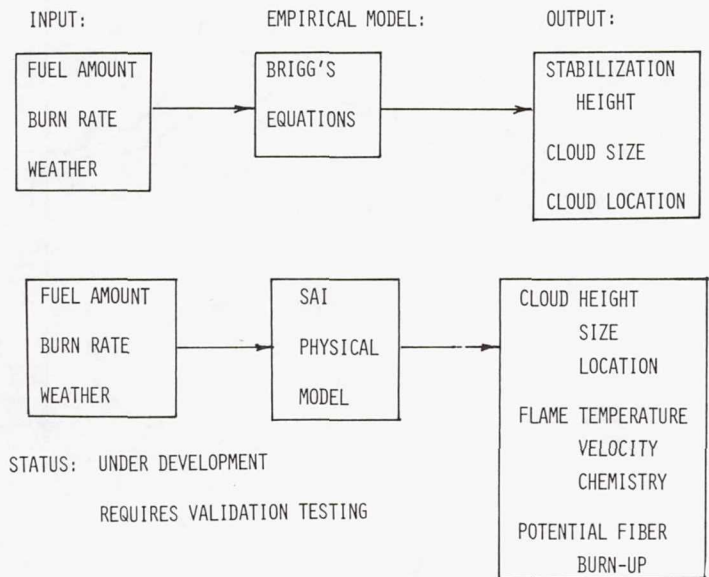 INPUT: EMPIRICAL MODEL: OUTPUT:
FUEL AMOUNT
BURN RATE
WEATHER
BRIGG'S
EQUATIONS
STABILIZATION
HEIGHT
CLOUD SIZE
CLOUD LOCATION
FUEL AMOUNT
BURN RATE
WEATHER
SAI
PHYSICAL
MODEL
CLOUD HEIGHT
SIZE
LOCATION
FLAME TEMPERATURE
VELOCITY
CHEMISTRY
POTENTIAL FIBER
BURN-UP
STATUS: UNDER DEVELOPMENT
REQUIRES VALIDATION TESTING